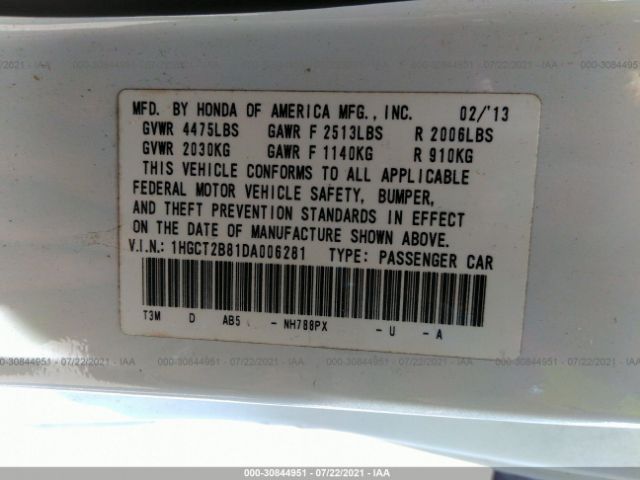 MFD. BY HONDA OF AMERICA MFG., INC. 02/'13
GVWR 4475LBS GAWR F 2513LBS R 2006LBS
GVWR 2030KG GAWR F 1140KG R 910KG
THIS VEHICLE CONFORMS TO ALL APPLICABLE
FEDERAL MOTOR VEHICLE SAFETY, BUMPER,
AND THEFT PREVENTION STANDARDS IN EFFECT
ON THE DATE OF MANUFACTURE SHOWN ABOVE.
V.I.N.: 1HGCT2B81DA006281 TYPE: PASSENGER CAR
T3M D AB5 - NH788PX - U - A
000-30844951 - 07/22/2021 - IAA